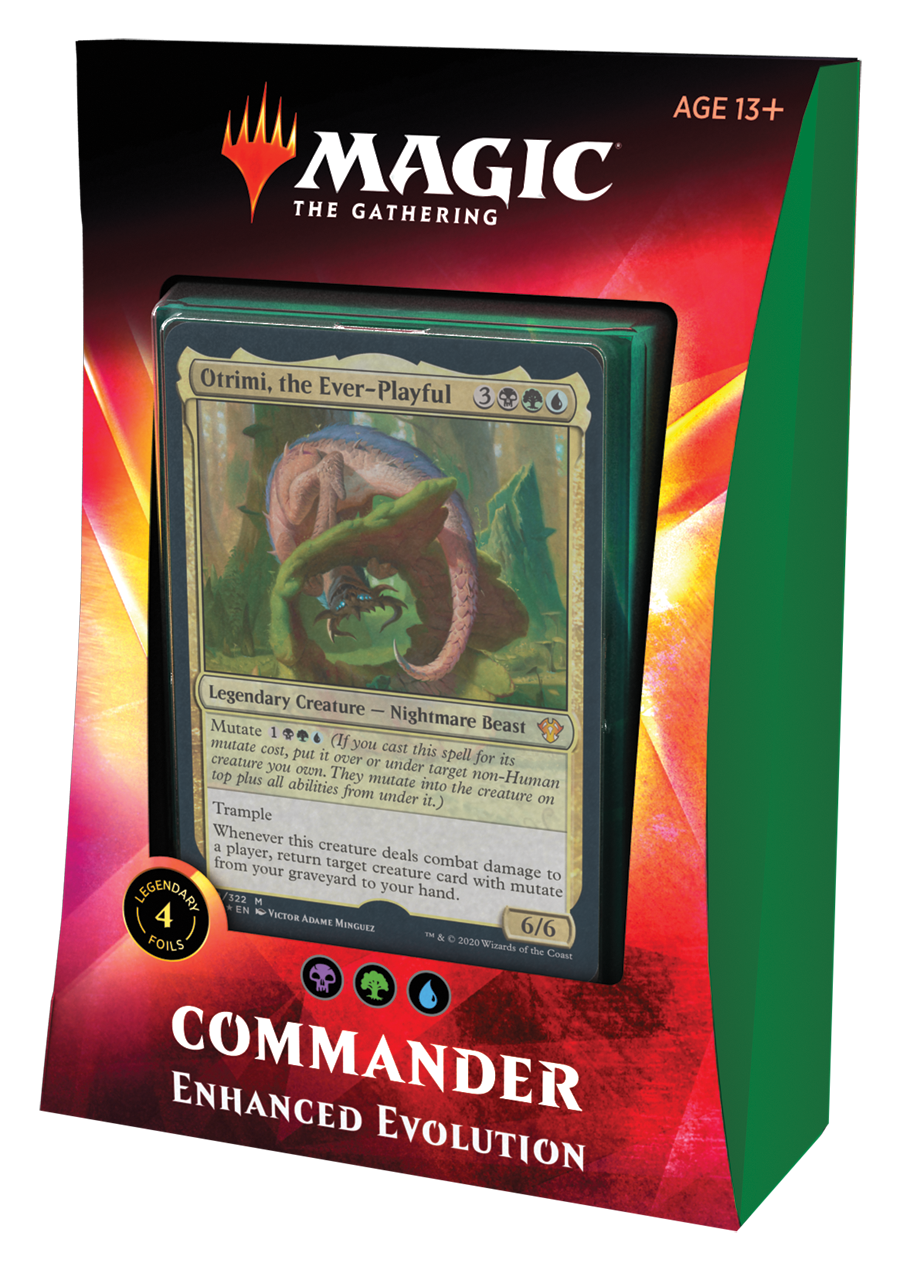 AGE 13+
MAGIC
THE GATHERING
Otrimi, the Ever-Playful 3
Legendary Creature — Nightmare Beast
Mutate 1 (If you cast this spell for its
mutate cost, put it over or under target non-Human
creature you own. They mutate into the creature on
top plus all abilities from under it.)
Trample
Whenever this creature deals combat damage to
a player, return target creature card with mutate
from your graveyard to your hand.
6/6
/322 M
EN Victor Adame Minguez
™ & © 2020 Wizards of the Coast
LEGENDARY
4
FOILS
COMMANDER
ENHANCED EVOLUTION